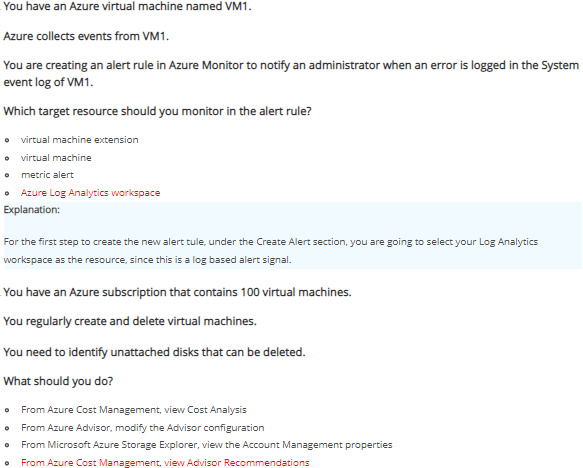 You have an Azure virtual machine named VM1.
Azure collects events from VM1.
You are creating an alert rule in Azure Monitor to notify an administrator when an error is logged in the System
event log of VM1.
Which target resource should you monitor in the alert rule?
virtual machine extension
virtual machine
metric alert
Azure Log Analytics workspace
Explanation:
For the first step to create the new alert tule, under the Create Alert section, you are going to select your Log Analytics
workspace as the resource, since this is a log based alert signal.
You have an Azure subscription that contains 100 virtual machines.
You regularly create and delete virtual machines.
You need to identify unattached disks that can be deleted.
What should you do?
From Azure Cost Management, view Cost Analysis
From Azure Advisor, modify the Advisor configuration
From Microsoft Azure Storage Explorer, view the Account Management properties
From Azure Cost Management, view Advisor Recommendations